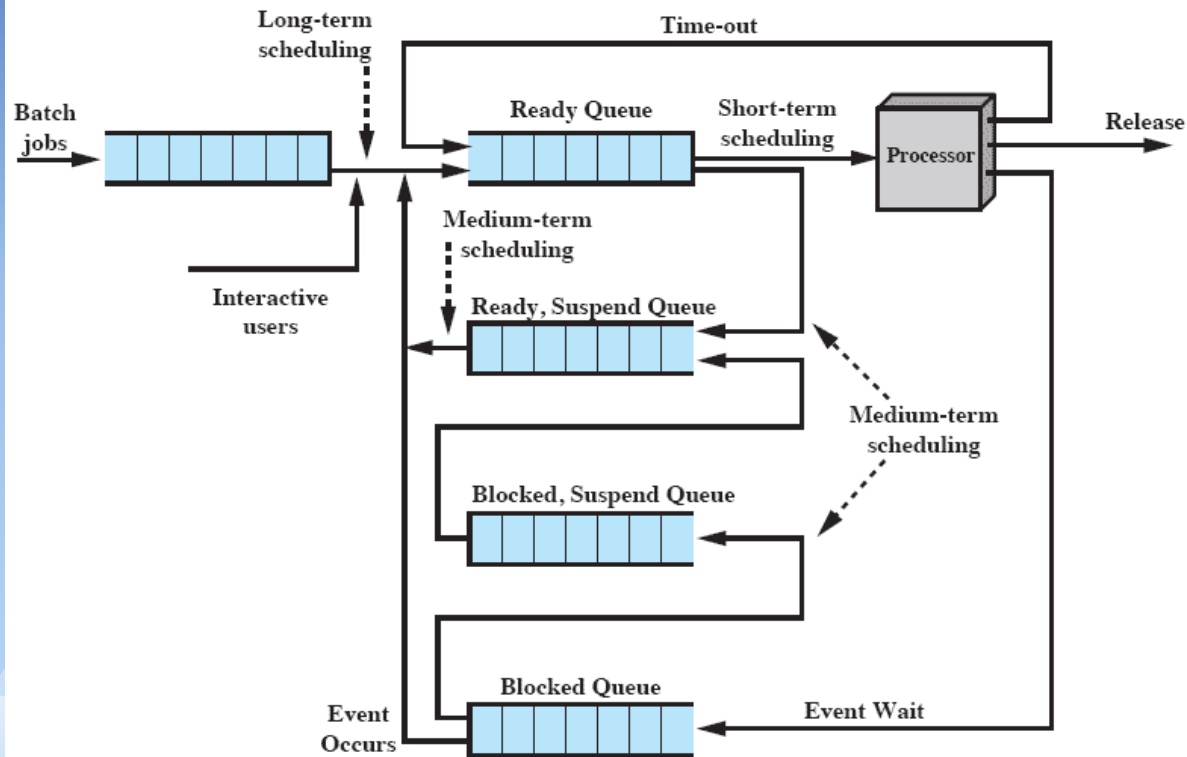 Long-term
scheduling
Time-out
Batch
jobs
Ready Queue
Short-term
scheduling
Processor
Release
Medium-term
scheduling
Interactive
users
Ready, Suspend Queue
Medium-term
scheduling
Blocked, Suspend Queue
Blocked Queue
Event
Occurs
Event Wait